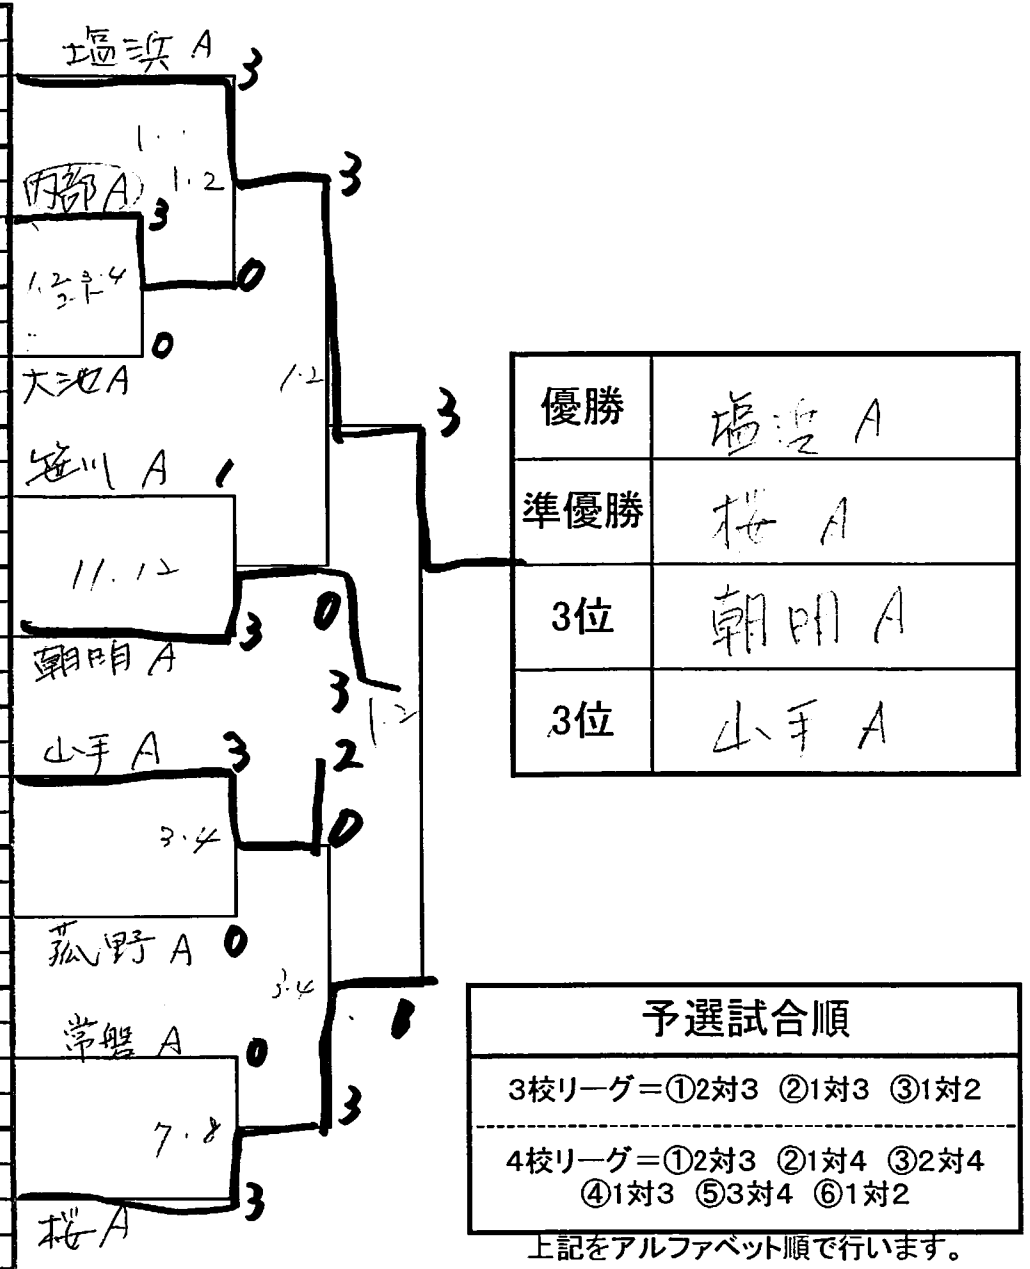 塩浜 A
3
1
1.2
3
内部 A
3
1.2 3.4
0
0
大池A
1.2
3
笹川 A
1
11.12
0
3
朝明 A
3
1.2
山手 A
3
2
3.4
0
菰野 A
0
3.4
常盤 A
0
7.8
3
3
桜 A
優勝 塩浜 A
準優勝 桜 A
3位 朝明 A
3位 山手 A
予選試合順
3校リーグ=①2対3 ②1対3 ③1対2
4校リーグ=①2対3 ②1対4 ③2対4
④1対3 ⑤3対4 ⑥1対2
上記をアルファベット順で行います。